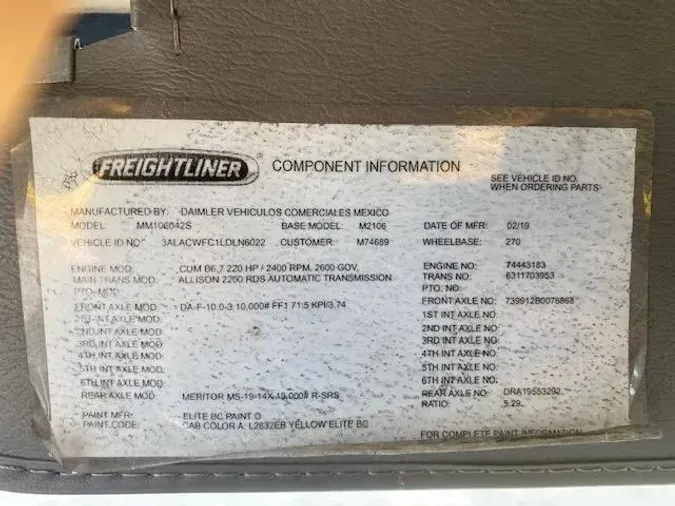 FREIGHTLINER COMPONENT INFORMATION
SEE VEHICLE ID NO.
WHEN ORDERING PARTS
MANUFACTURED BY: DAIMLER VEHICULOS COMERCIALES MEXICO
MODEL: MM106042S BASE MODEL: M2106 DATE OF MFR: 02/19
VEHICLE ID NO* 3ALACWFC1LDLN6022 CUSTOMER: M74689 WHEELBASE: 270
ENGINE MOD: CUM B6.7 220 HP / 2400 RPM, 2600 GOV, ENGINE NO: 74443183
MAIN TRANS MOD: ALLISON 2200 RDS AUTOMATIC TRANSMISSION TRANS NO: 6311703953
PTO. MOD: PTO. NO:
FRONT AXLE MOD: DA-F-10.0-3 10,000# FF1 71.5 KPI/3.74 FRONT AXLE NO: 739912B0076868
1ST INT AXLE MOD: 1ST INT AXLE NO:
2ND INT AXLE MOD: 2ND INT AXLE NO:
3RD INT AXLE MOD: 3RD INT AXLE NO:
4TH INT AXLE MOD: 4TH INT AXLE NO:
5TH INT AXLE MOD: 5TH INT AXLE NO:
6TH INT AXLE MOD: 6TH INT AXLE NO:
REAR AXLE MOD: MERITOR MS-19-14X 19,000# R-SRS REAR AXLE NO: DRA19553292
RATIO: 5.29
PAINT MFR: ELITE BC PAINT O
PAINT CODE: CAB COLOR A: L2832EB YELLOW ELITE BC FOR COMPLETE PAINT INFORMATION